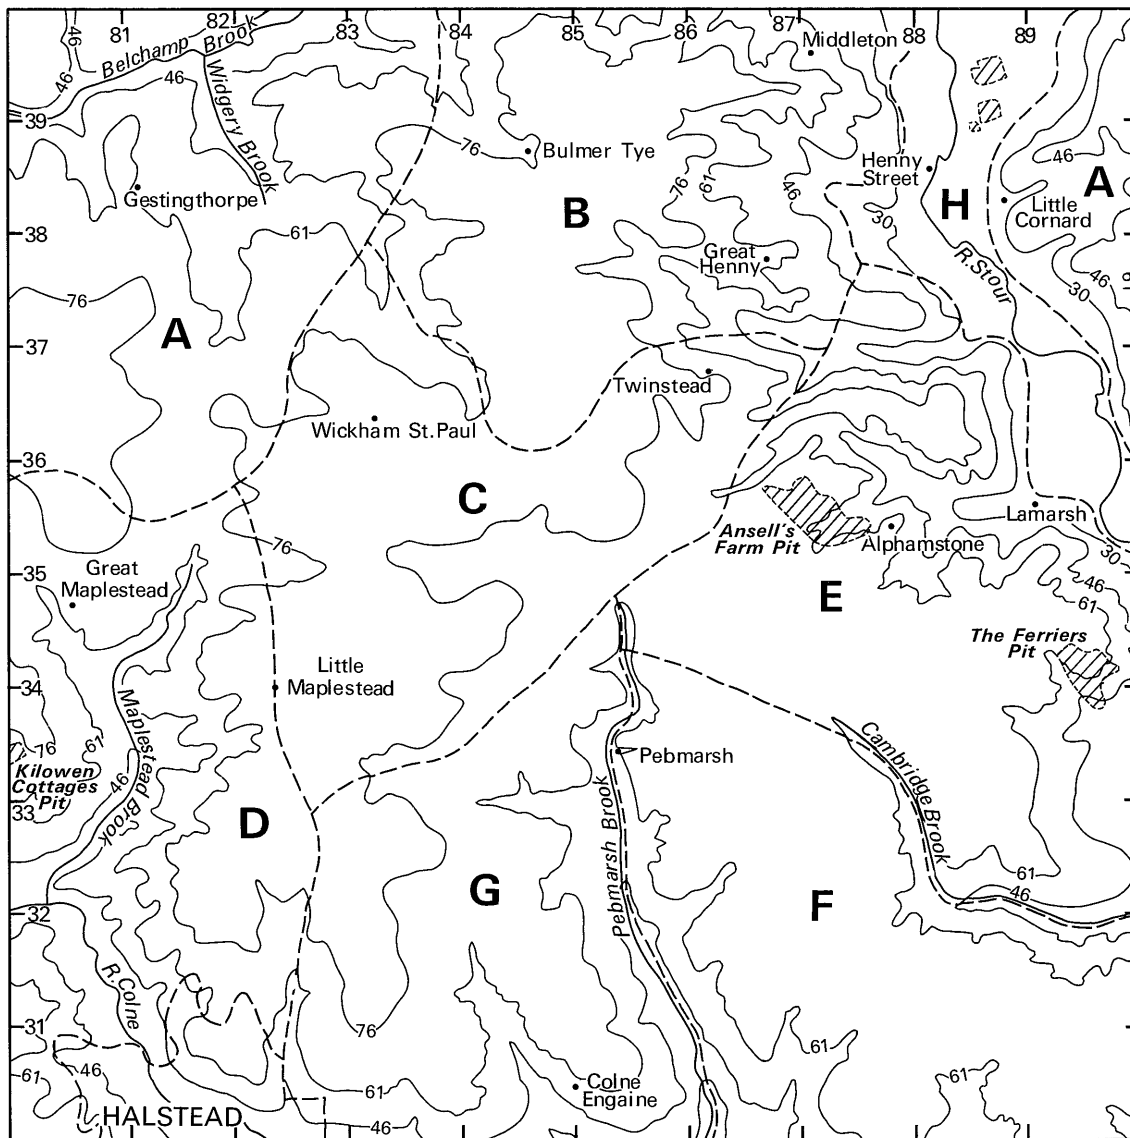 81
82
83
84
85
86
87
88
89
46
Belchamp Brook
46
46
Widgery Brook
Middleton
39
76
Bulmer Tye
Henny
Street
46
A
Gestingthorpe
76
61
46
H
Little
Cornard
B
30
38
61
Great
Henny
R.Stour
46
30
76
A
37
Twinstead
Wickham St.Paul
36
C
Ansell's
Farm Pit
Alphamstone
Lamarsh
30
76
35
Great
Maplestead
E
46
61
The Ferriers
Pit
Little
Maplestead
34
Maplestead Brook
76
61
46
Kilowen
Cottages
Pit
Pebmarsh
Cambridge Brook
33
D
Pebmarsh Brook
61
46
G
F
32
R.Colne
31
76
61
61
61
46
61
Colne
Engaine
HALSTEAD
46